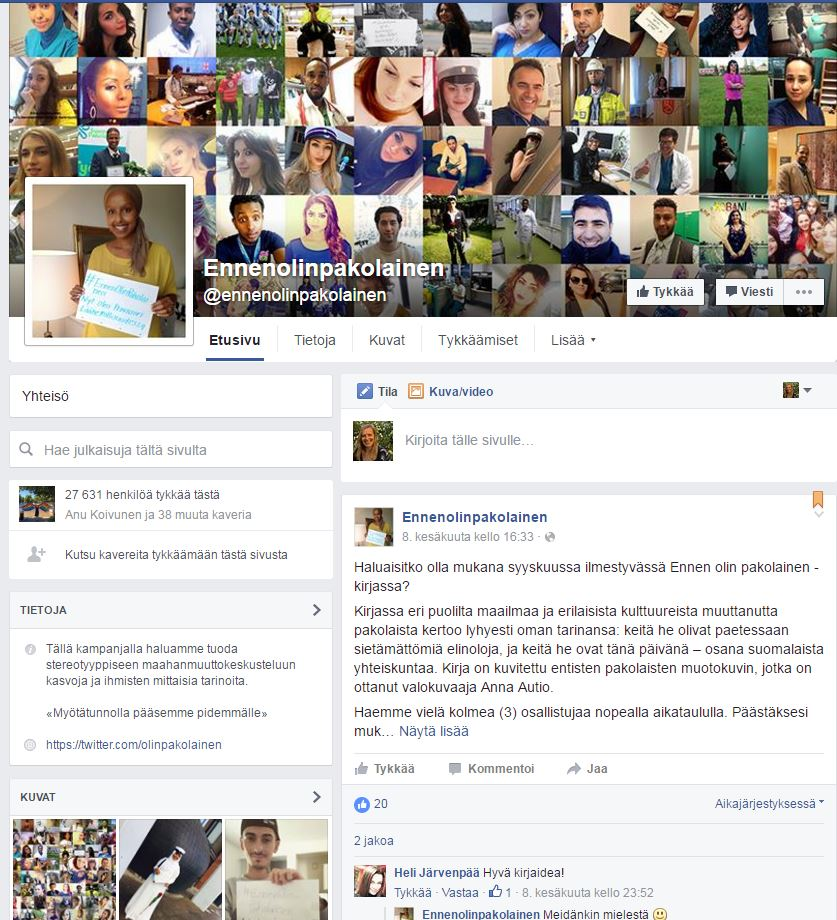 Ennenolinpakolainen
@ennenolinpakolainen
Tykkää
Viesti
Etusivu
Tietoja
Kuvat
Tykkäämiset
Lisää
Yhteisö
Hae julkaisuja tältä sivulta
27 631 henkilöä tykkää tästä
Anu Koivunen ja 38 muuta kaveria
Kutsu kavereita tykkäämään tästä sivusta
TIETOJA
Tällä kampanjalla haluamme tuoda
stereotyyppiseen maahanmuuttokeskusteluun
kasvoja ja ihmisten mittaisia tarinoita.
«Myötätunnolla pääsemme pidemmälle»
https://twitter.com/olinpakolainen
KUVAT
Tila
Kuva/video
Kirjoita tälle sivulle...
Ennenolinpakolainen
8. kesäkuuta kello 16:33 ·
Haluaisitko olla mukana syyskuussa ilmestyvässä Ennen olin pakolainen -
kirjassa?
Kirjassa eri puolilta maailmaa ja erilaisista kulttuureista muuttanutta
pakolaista kertoo lyhyesti oman tarinansa: keitä he olivat paetessaan
sietämättömiä elinoloja, ja keitä he ovat tänä päivänä – osana suomalaista
yhteiskuntaa. Kirja on kuvitettu entisten pakolaisten muotokuvin, jotka on
ottanut valokuvaaja Anna Autio.
Haemme vielä kolmea (3) osallistujaa nopealla aikataululla. Päästäksesi
muk... Näytä lisää
Tykkää
Kommentoi
Jaa
20
Aikajärjestyksessä
2 jakoa
Heli Järvenpää Hyvä kirjaidea!
Tykkää · Vastaa · 1 · 8. kesäkuuta kello 23:52
Ennenolinpakolainen Meidänkin mielestä